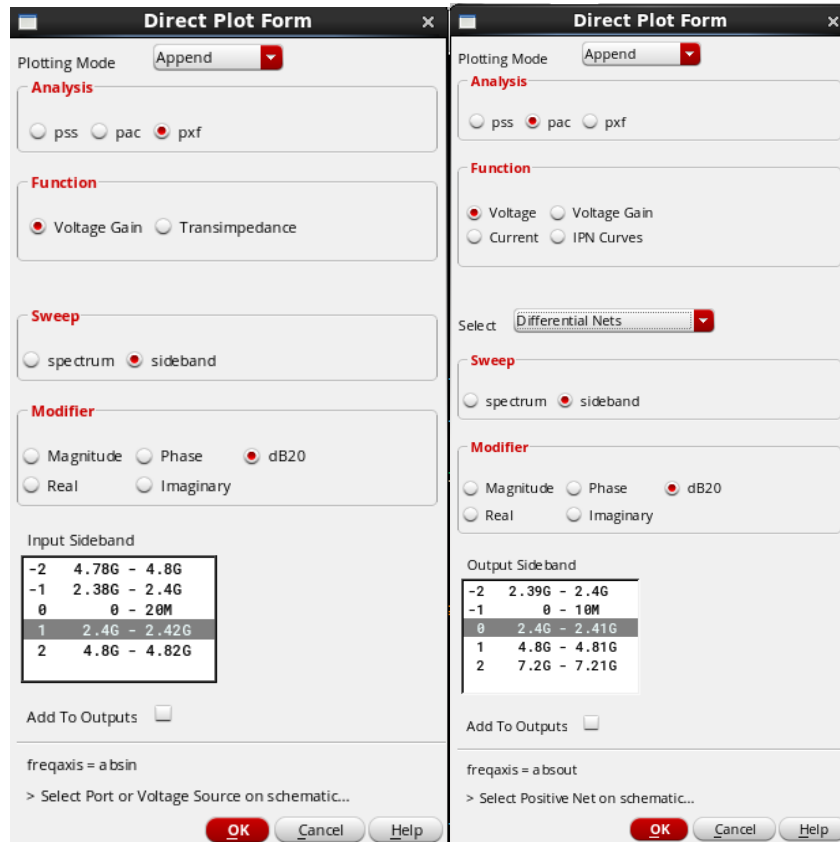 Direct Plot Form ×
Plotting Mode Append
Analysis
pss pac pxf
Function
Voltage Gain Transimpedance
Sweep
spectrum sideband
Modifier
Magnitude Phase dB20
Real Imaginary
Input Sideband
-2 4.78G - 4.8G
-1 2.38G - 2.4G
0 0 - 20M
1 2.4G - 2.42G
2 4.8G - 4.82G
Add To Outputs
freqaxis = absin
> Select Port or Voltage Source on schematic...
OK Cancel Help
Direct Plot Form ×
Plotting Mode Append
Analysis
pss pac pxf
Function
Voltage Voltage Gain
Current IPN Curves
Select Differential Nets
Sweep
spectrum sideband
Modifier
Magnitude Phase dB20
Real Imaginary
Output Sideband
-2 2.39G - 2.4G
-1 0 - 10M
0 2.4G - 2.41G
1 4.8G - 4.81G
2 7.2G - 7.21G
Add To Outputs
freqaxis = absout
> Select Positive Net on schematic...
OK Cancel Help